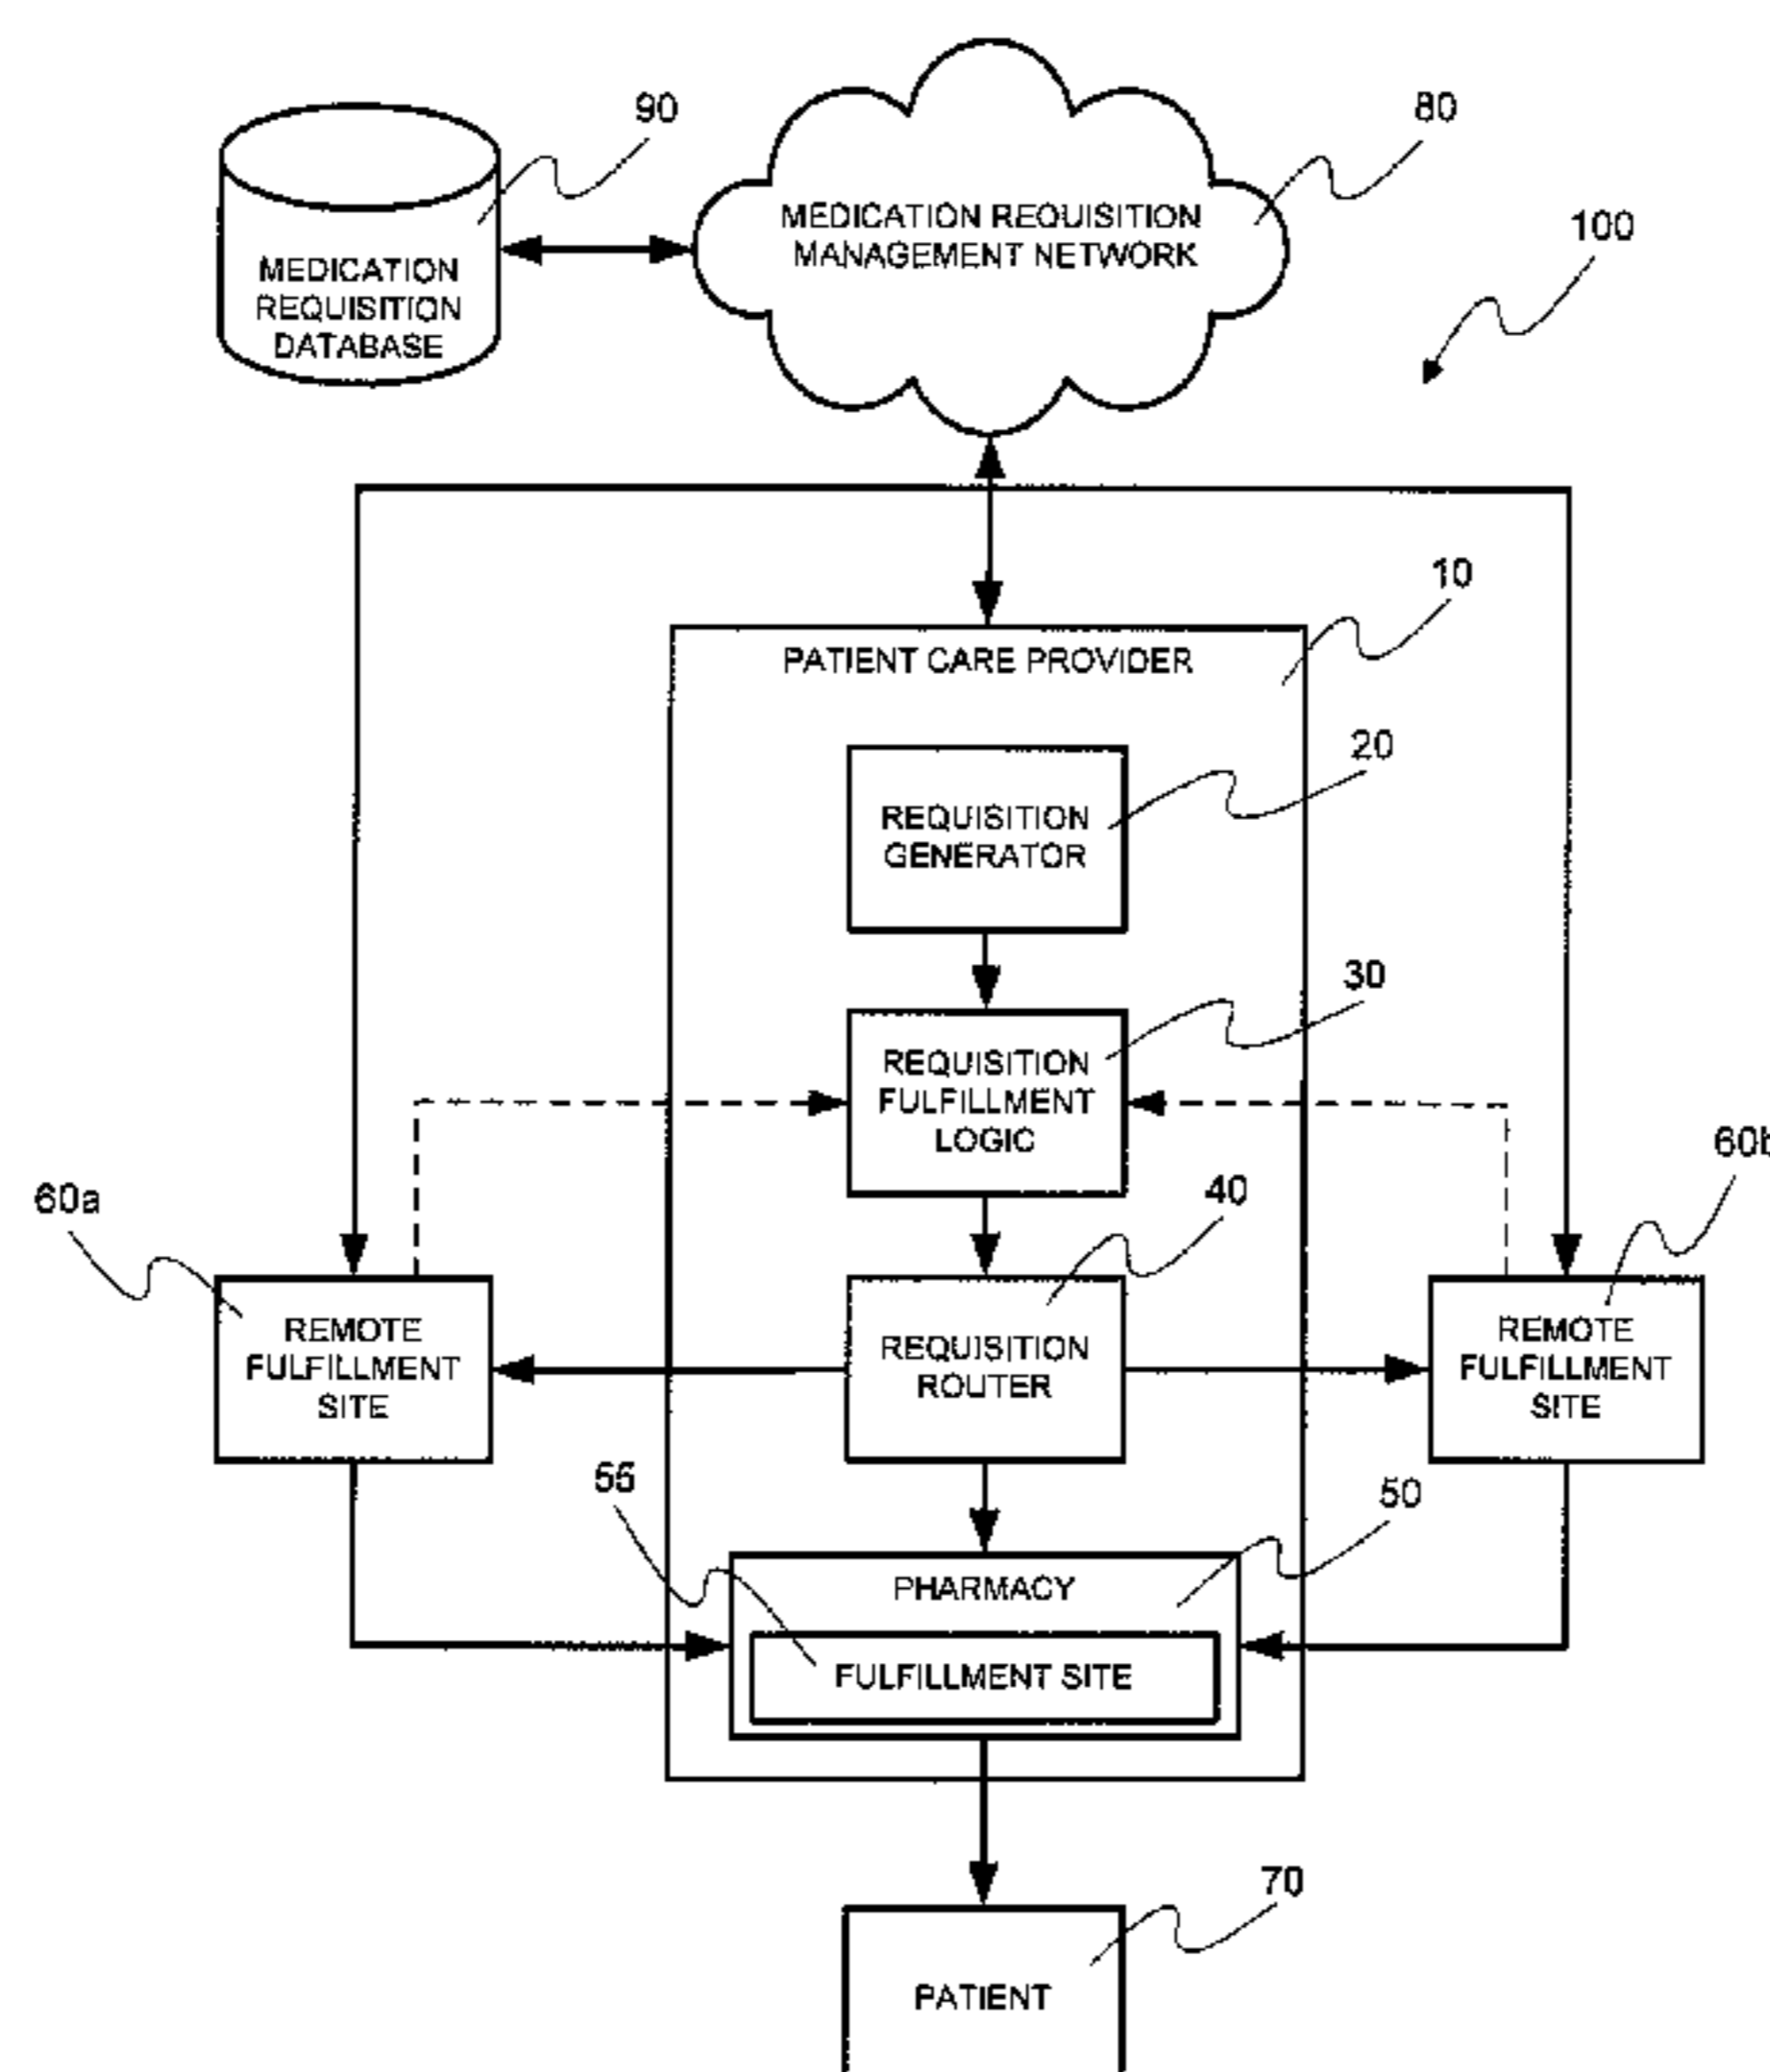 90
80
MEDICATION REQUISITION
MANAGEMENT NETWORK
100
MEDICATION
REQUISITION
DATABASE
10
PATIENT CARE PROVIDER
20
REQUISITION
GENERATOR
30
REQUISITION
FULFILLMENT
LOGIC
60b
60a
40
REMOTE
FULFILLMENT
SITE
REQUISITION
ROUTER
REMOTE
FULFILLMENT
SITE
55
50
PHARMACY
FULFILLMENT SITE
70
PATIENT